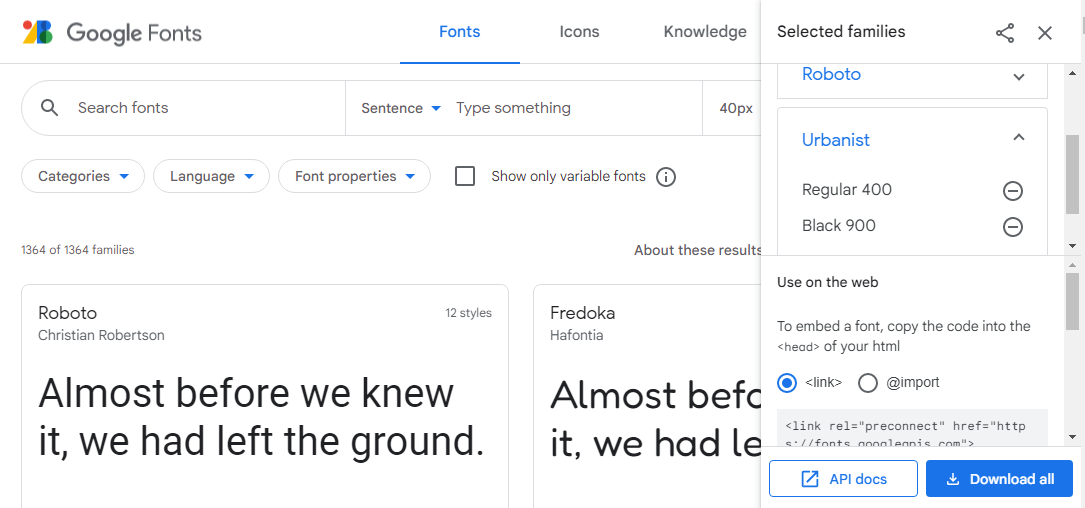 Google Fonts
Fonts
Icons
Knowledge
Search fonts
Sentence
Type something
40px
Categories
Language
Font properties
Show only variable fonts
1364 of 1364 families
About these results
Roboto
12 styles
Christian Robertson
Almost before we knew
it, we had left the ground.
Fredoka
Hafontia
Almost befo
it, we had le
Selected families
Roboto
Urbanist
Regular 400
Black 900
Use on the web
To embed a font, copy the code into the
<head> of your html
<link>
@import
<link rel="preconnect" href="http
s://fonts.googleapis.com">
API docs
Download all